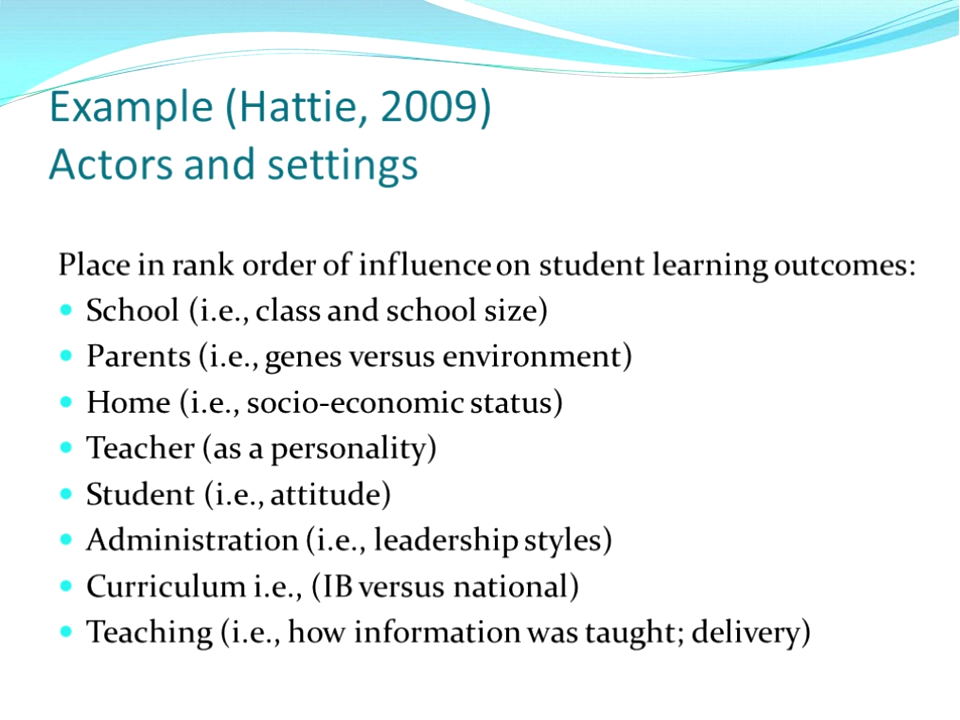 Example (Hattie, 2009)
Actors and settings
Place in rank order of influence on student learning outcomes:
• School (i.e., class and school size)
• Parents (i.e., genes versus environment)
• Home (i.e., socio-economic status)
• Teacher (as a personality)
• Student (i.e., attitude)
• Administration (i.e., leadership styles)
• Curriculum i.e., (IB versus national)
• Teaching (i.e., how information was taught; delivery)